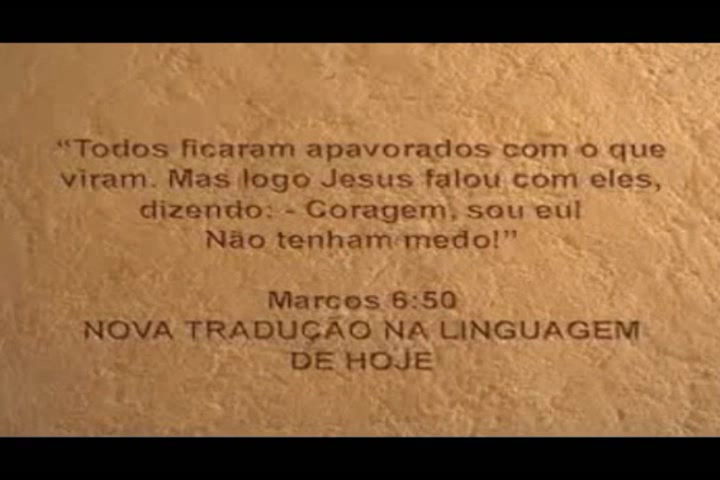 “Todos ficaram apavorados com o que
viram. Mas logo Jesus falou com eles,
dizendo: - Coragem, sou eu!
Não tenham medo!”
Marcos 6:50
NOVA TRADUÇÃO NA LINGUAGEM
DE HOJE